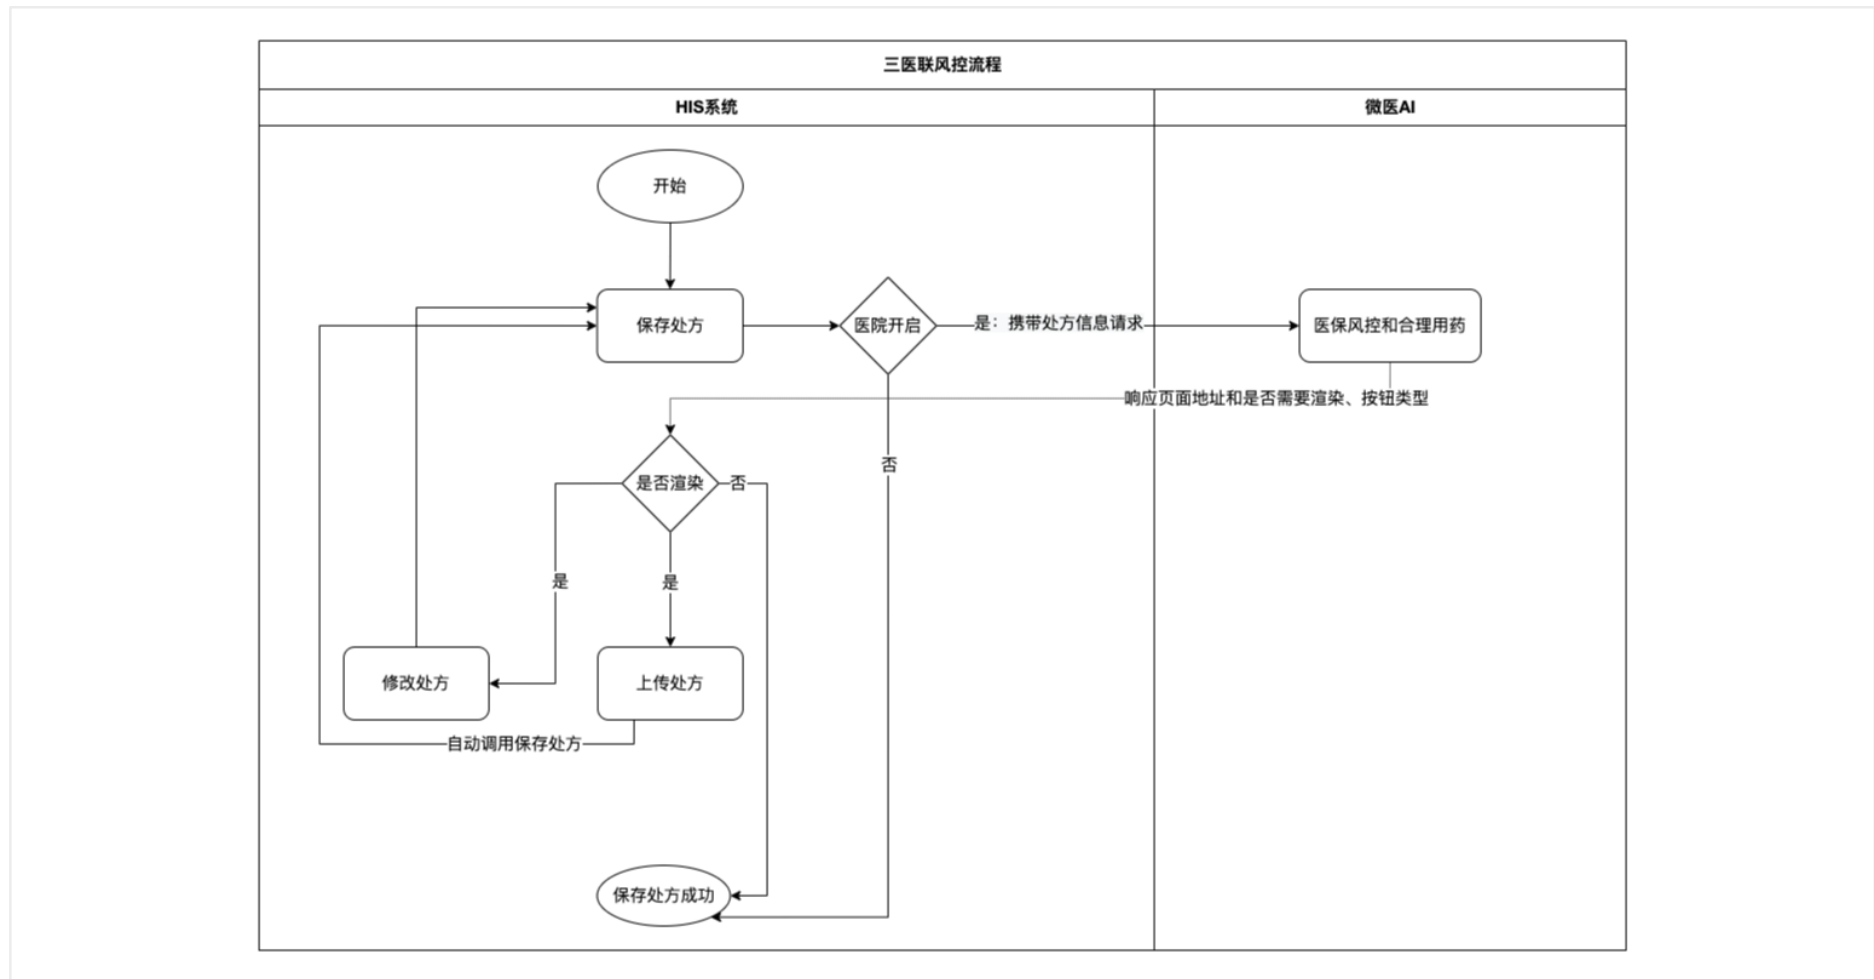 三医联风控流程
HIS系统
微医AI
开始
保存处方
医院开启
是：携带处方信息请求
医保风控和合理用药
响应页面地址和是否需要渲染、按钮类型
否
是否渲染
否
是
是
修改处方
上传处方
自动调用保存处方
保存处方成功